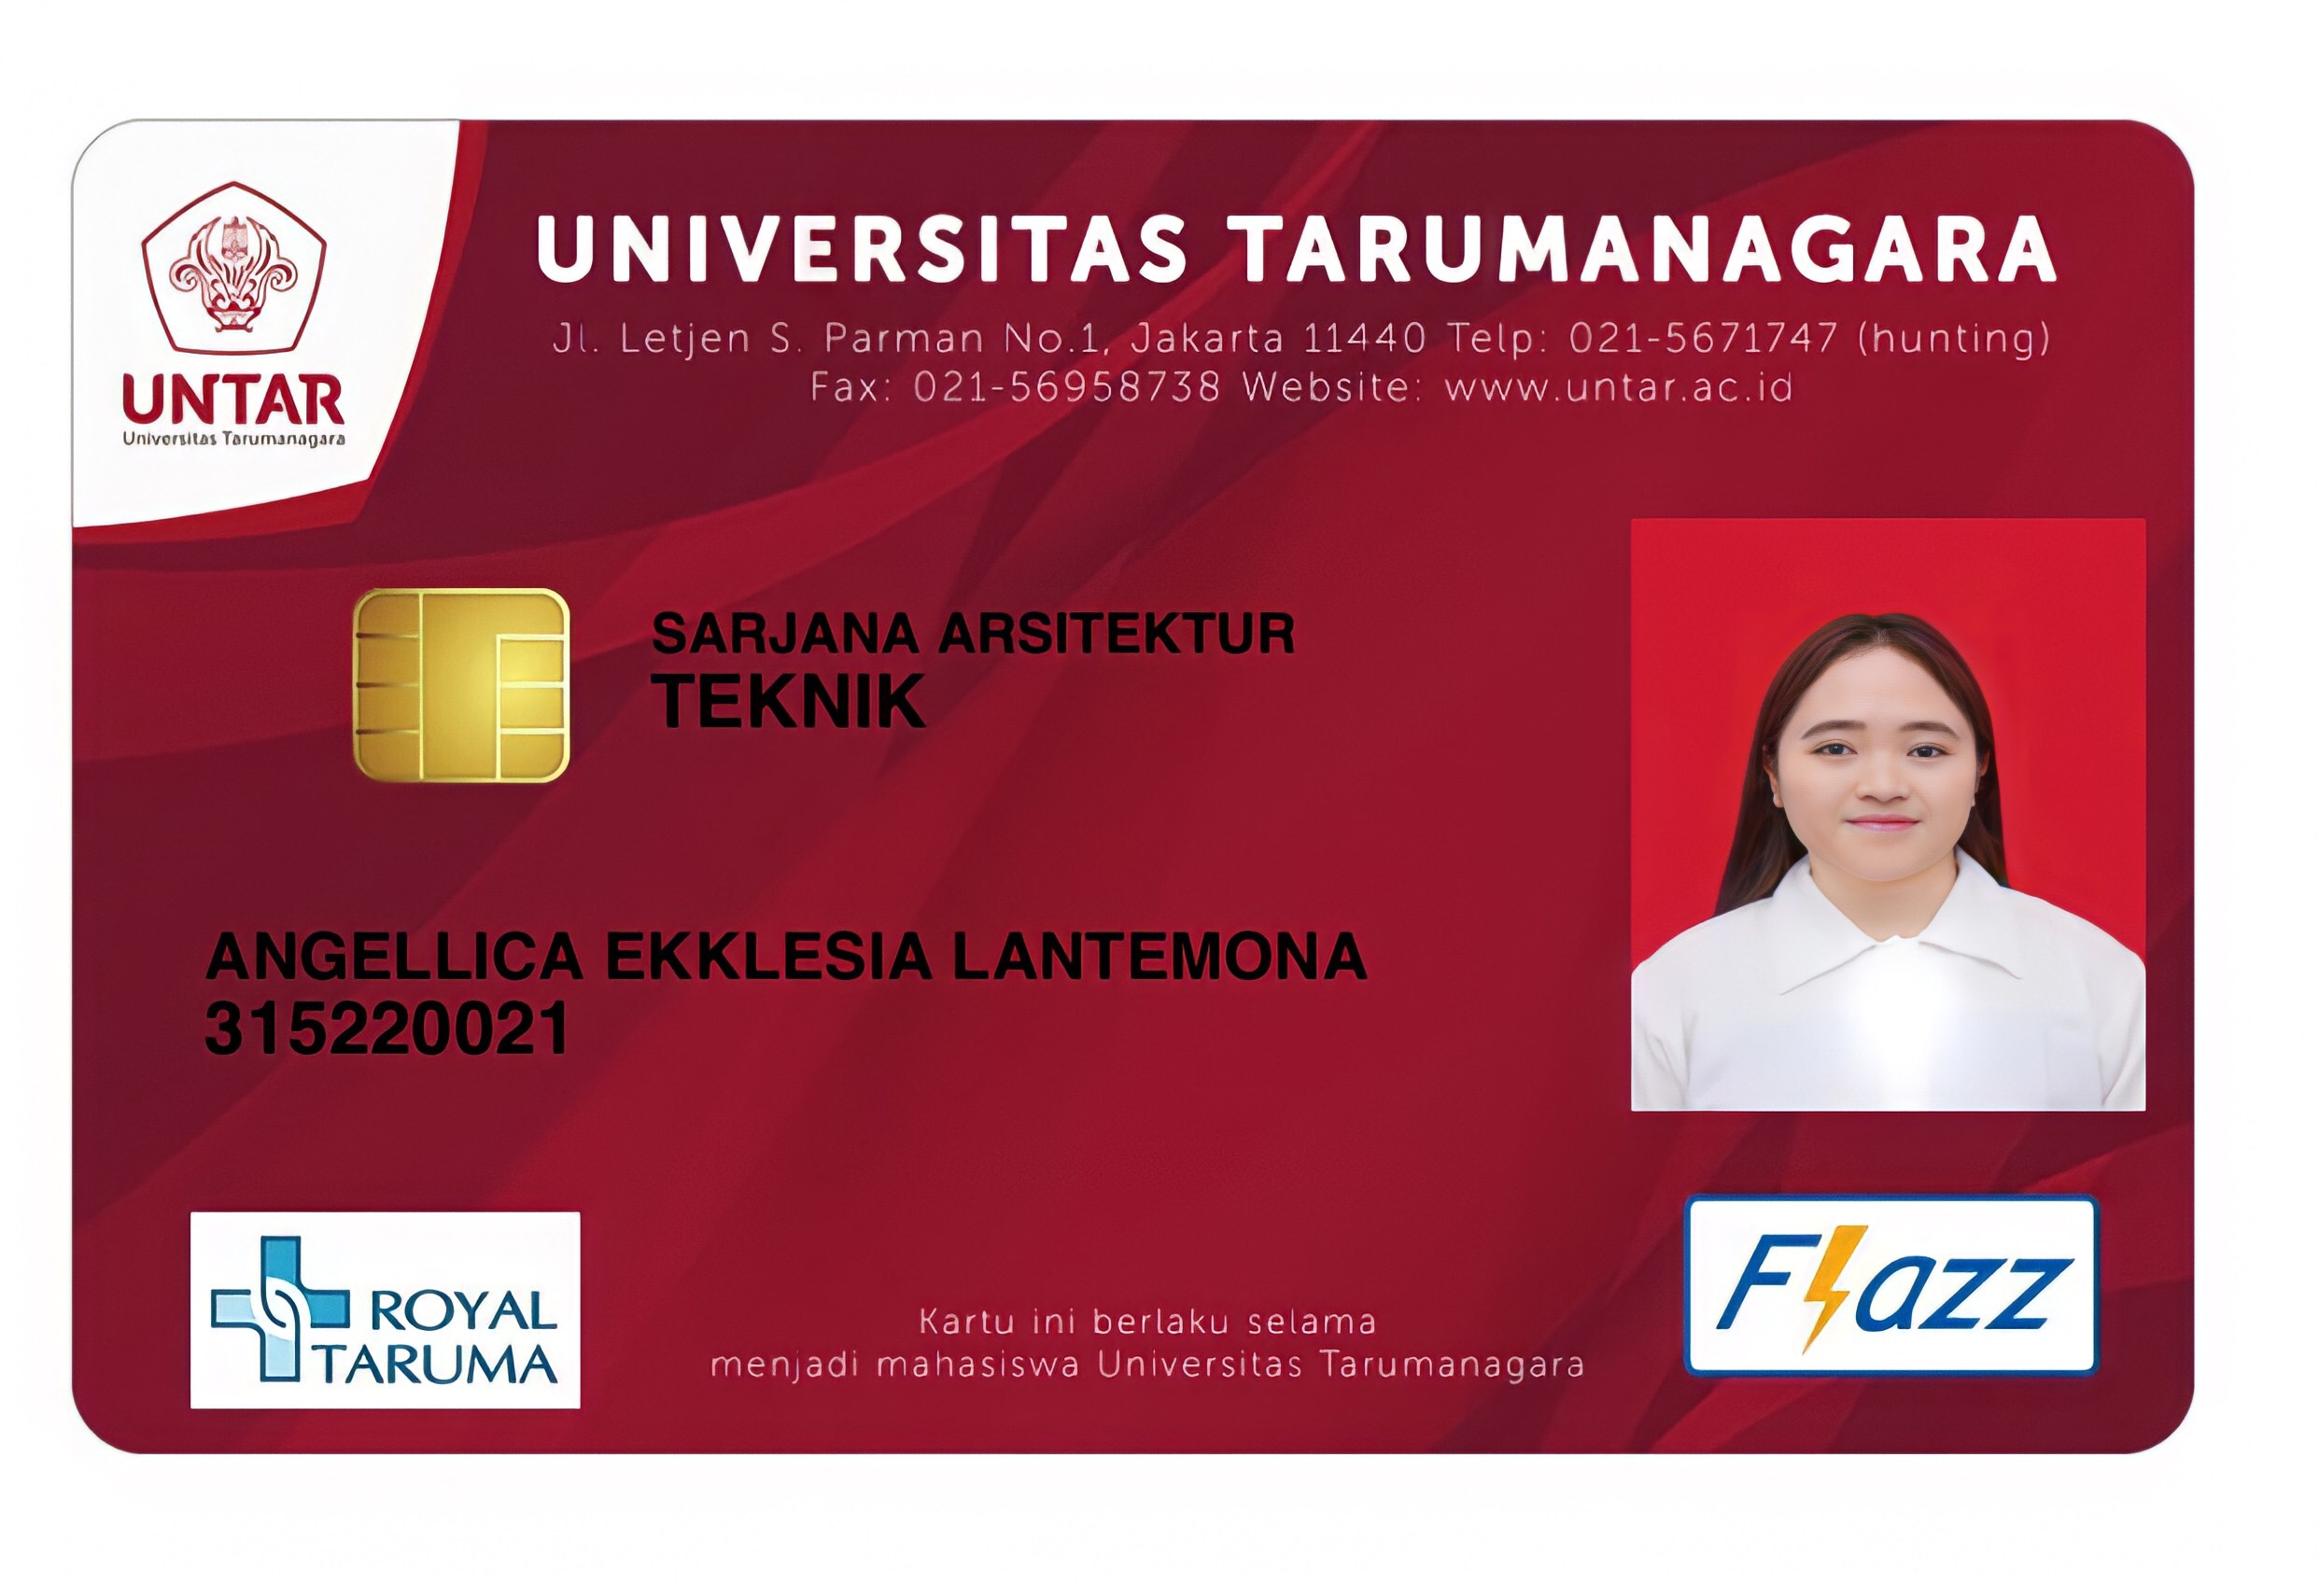 UNIVERSITAS TARUMANAGARA
Jl. Letjen S. Parman No.1, Jakarta 11440 Telp: 021-5671747 (hunting)
Fax: 021-56958738 Website: www.untar.ac.id
UNTAR
Universitas Tarumanagara
SARJANA ARSITEKTUR
TEKNIK
ANGELLICA EKKLESIA LANTEMONA
315220021
ROYAL
TARUMA
Kartu ini berlaku selama
menjadi mahasiswa Universitas Tarumanagara
Flazz